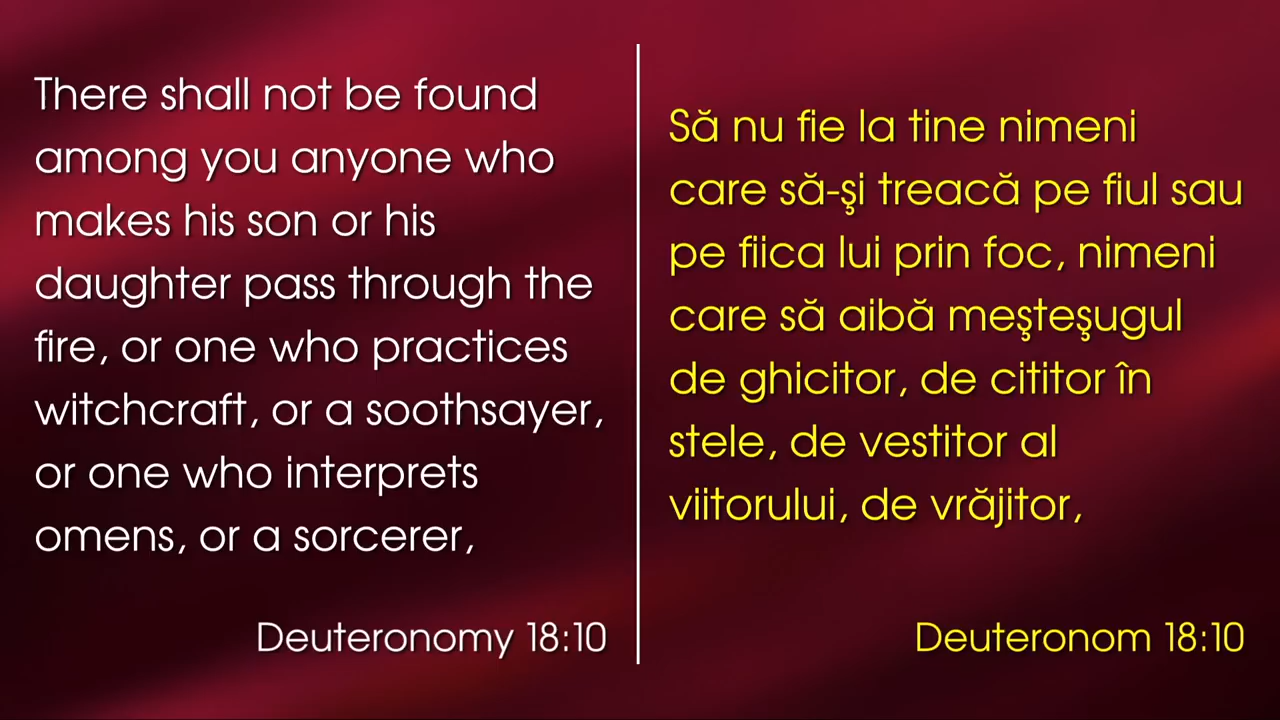 There shall not be found
among you anyone who
makes his son or his
daughter pass through the
fire, or one who practices
witchcraft, or a soothsayer,
or one who interprets
omens, or a sorcerer,
Deuteronomy 18:10
Să nu fie la tine nimeni
care să-şi treacă pe fiul sau
pe fiica lui prin foc, nimeni
care să aibă meşteşugul
de ghicitor, de cititor în
stele, de vestitor al
viitorului, de vrăjitor,
Deuteronom 18:10